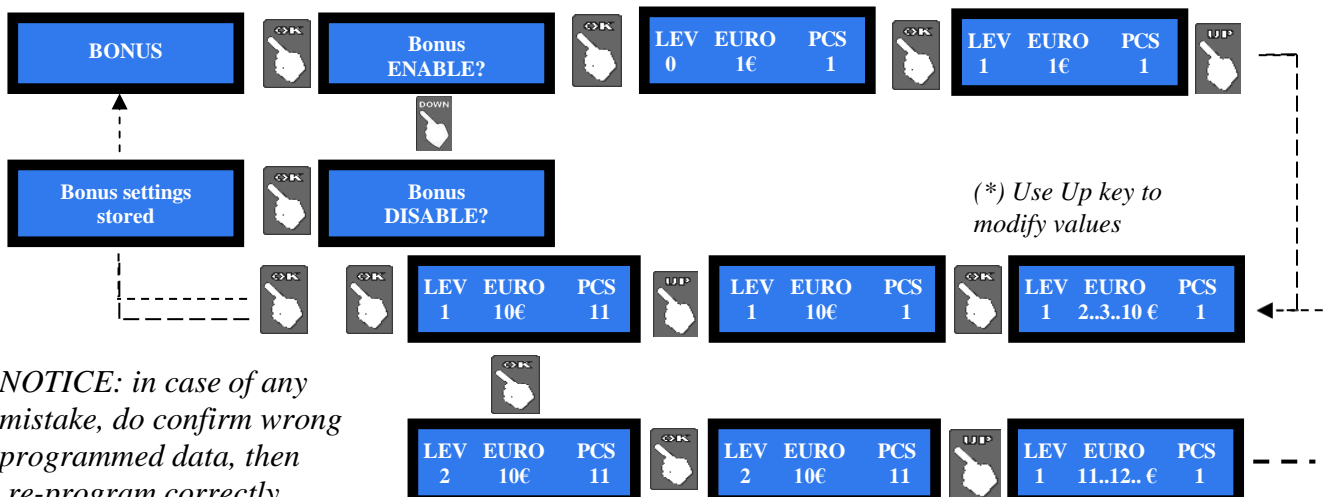 BONUS
OK
Bonus
ENABLE?
OK
LEV EURO PCS
0 1€ 1
OK
LEV EURO PCS
1 1€ 1
UP
DOWN
Bonus settings
stored
OK
Bonus
DISABLE?
(*) Use Up key to
modify values
OK
OK
LEV EURO PCS
1 10€ 11
UP
LEV EURO PCS
1 10€ 1
OK
LEV EURO PCS
1 2..3..10 € 1
NOTICE: in case of any
mistake, do confirm wrong
programmed data, then
re-program correctly
OK
LEV EURO PCS
2 10€ 11
OK
LEV EURO PCS
2 10€ 11
UP
LEV EURO PCS
1 11..12.. € 1